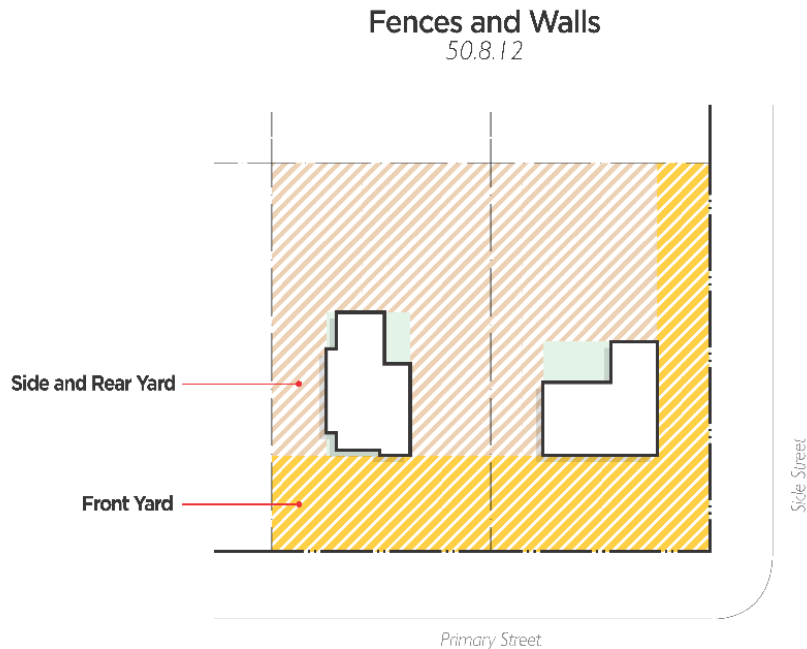 Fences and Walls
50.8.12
Side and Rear Yard
Front Yard
Side Street
Primary Street